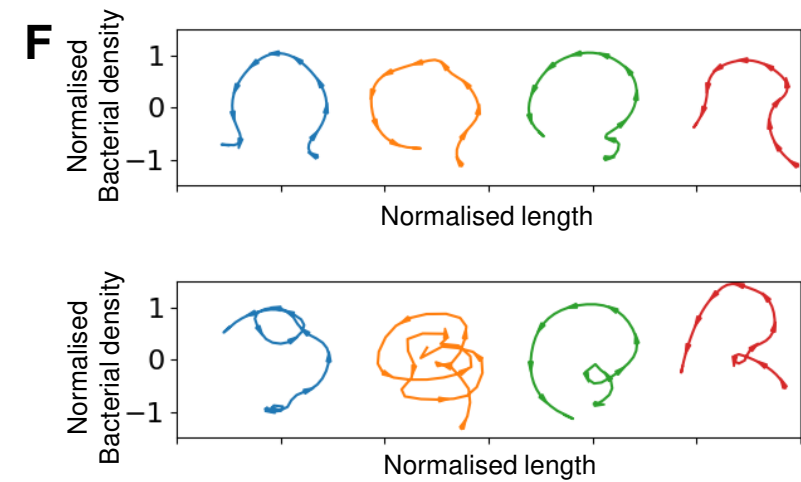 F
Normalised
Bacterial density
1
0
−1
Normalised length
Normalised
Bacterial density
1
0
−1
Normalised length